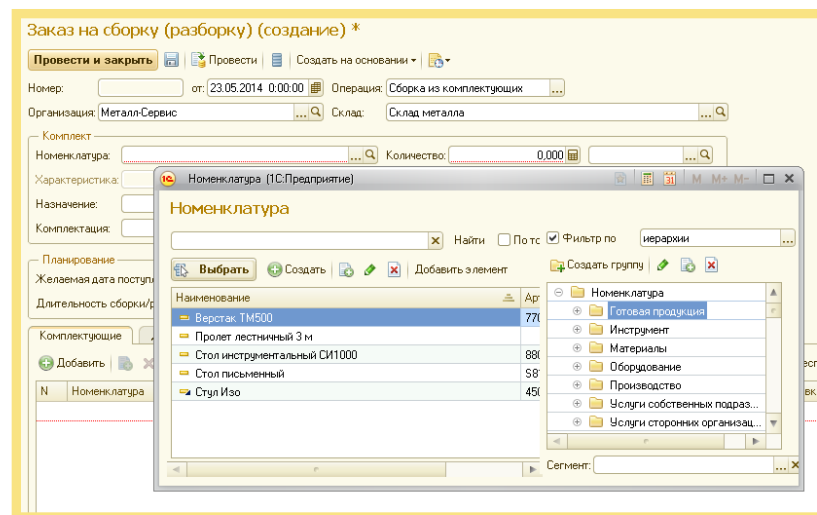 Заказ на сборку (разборку) (создание) *
Провести и закрыть Провести Создать на основании
Номер: от: 23.05.2014 0:00:00 Операция: Сборка из комплектующих ...
Организация: Металл-Сервис ... Склад: Склад металла ...
Комплект
Номенклатура: ... Количество: 0,000 ...
Характеристика:
Назначение:
Комплектация:
Планирование
Желаемая дата поступл
Длительность сборки/р
Комплектующие
Добавить
N Номенклатура
Номенклатура (1С:Предприятие) M M+ M-
Номенклатура
Найти По то Фильтр по иерархии ...
Выбрать Создать Добавить элемент Создать группу
Наименование Арт
Верстак ТМ500 770
Пролет лестничный 3 м
Стол инструментальный СИ1000 880
Стол письменный S81
Стул Изо 450
Номенклатура
Готовая продукция
Инструмент
Материалы
Оборудование
Производство
Услуги собственных подраз...
Услуги сторонних организац...
Сегмент: ...